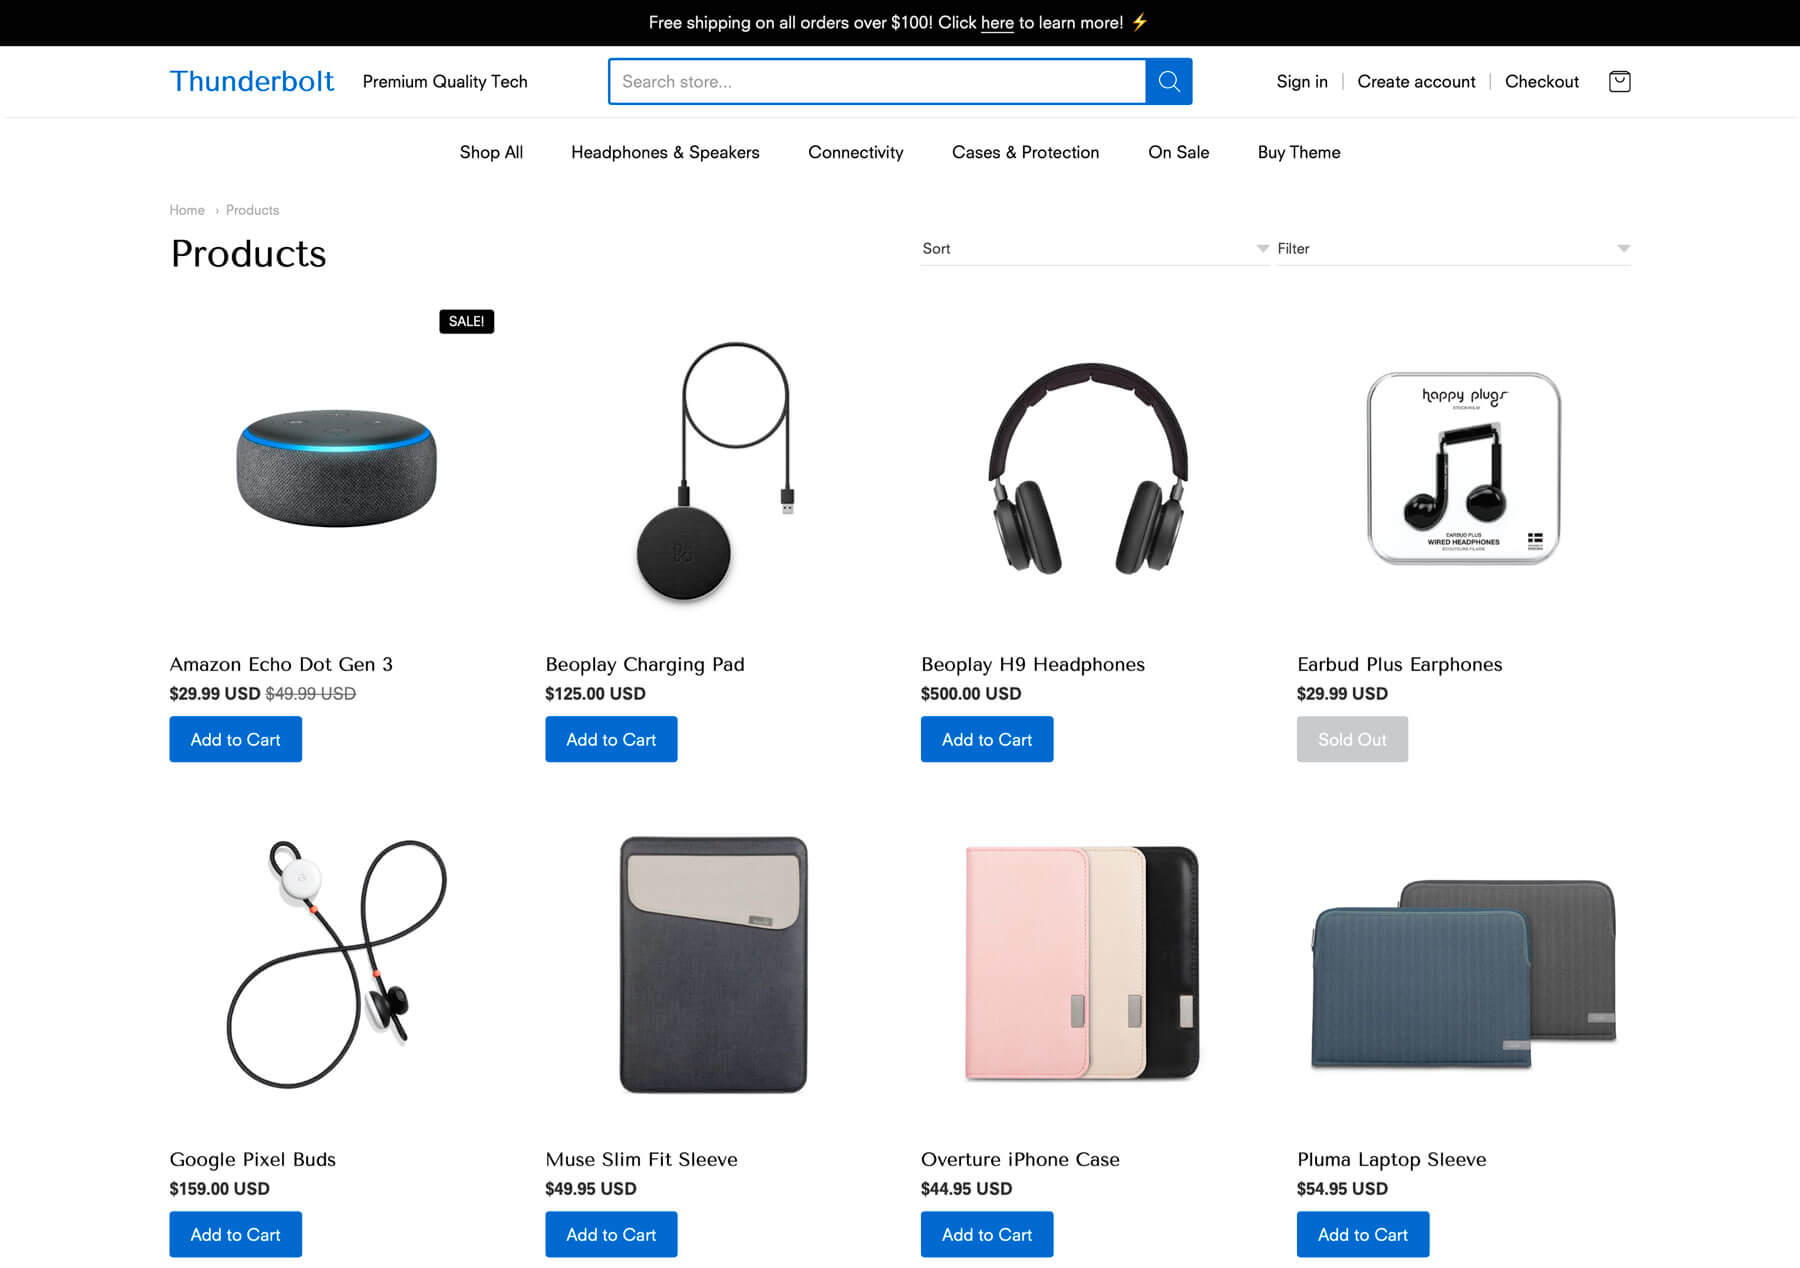 Free shipping on all orders over $100! Click here to learn more! ⚡
Thunderbolt
Premium Quality Tech
Search store...
Sign in | Create account | Checkout
Shop All
Headphones & Speakers
Connectivity
Cases & Protection
On Sale
Buy Theme
Home › Products
Products
Sort
Filter
SALE!
happy plugs
STOCKHOLM
EARBUD PLUS
WIRED HEADPHONES
ÉCOUTEURS FILAIRE
Amazon Echo Dot Gen 3
$29.99 USD $49.99 USD
Add to Cart
Beoplay Charging Pad
$125.00 USD
Add to Cart
Beoplay H9 Headphones
$500.00 USD
Add to Cart
Earbud Plus Earphones
$29.99 USD
Sold Out
Google Pixel Buds
$159.00 USD
Add to Cart
Muse Slim Fit Sleeve
$49.95 USD
Add to Cart
Overture iPhone Case
$44.95 USD
Add to Cart
Pluma Laptop Sleeve
$54.95 USD
Add to Cart